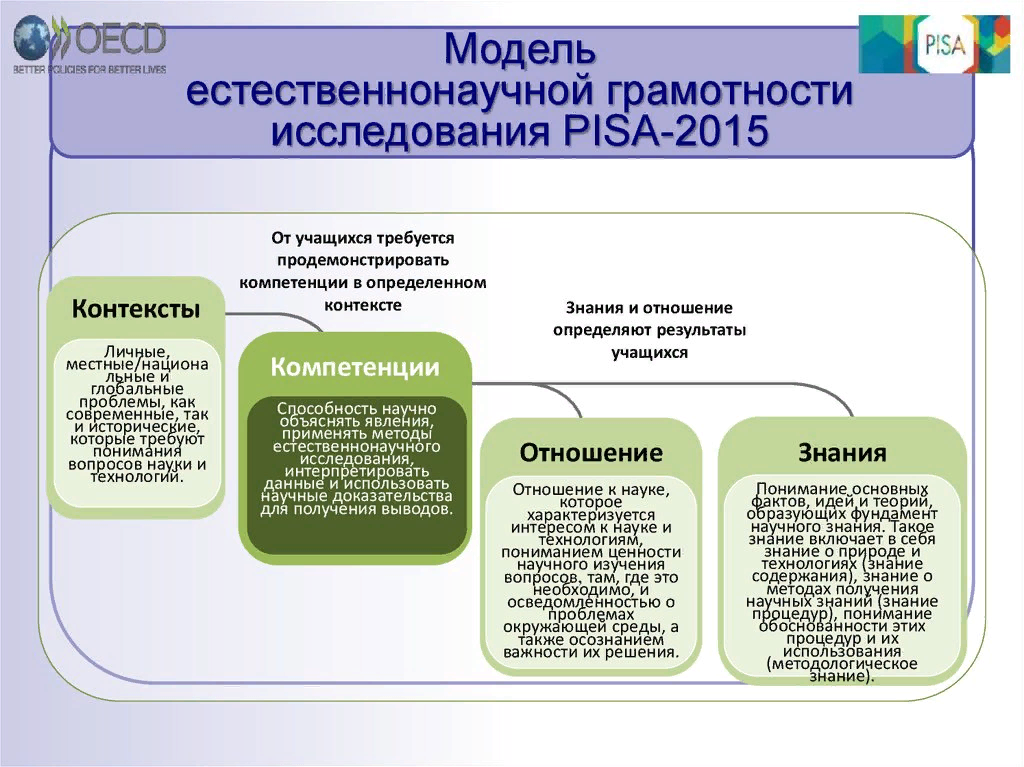 OECD
BETTER POLICIES FOR BETTER LIVES
PISA
Модель
естественнонаучной грамотности
исследования PISA-2015
От учащихся требуется
продемонстрировать
компетенции в определенном
контексте
Знания и отношение
определяют результаты
учащихся
Контексты
Личные,
местные/национа
льные и
глобальные
проблемы, как
современные, так
и исторические,
которые требуют
понимания
вопросов науки и
технологий.
Компетенции
Способность научно
объяснять явления,
применять методы
естественнонаучного
исследования,
интерпретировать
данные и использовать
научные доказательства
для получения выводов.
Отношение
Отношение к науке,
которое
характеризуется
интересом к науке и
технологиям,
пониманием ценности
научного изучения
вопросов, там, где это
необходимо, и
осведомленностью о
проблемах
окружающей среды, а
также осознанием
важности их решения.
Знания
Понимание основных
фактов, идей и теорий,
образующих фундамент
научного знания. Такое
знание включает в себя
знание о природе и
технологиях (знание
содержания), знание о
методах получения
научных знаний (знание
процедур), понимание
обоснованности этих
процедур и их
использования
(методологическое
знание).